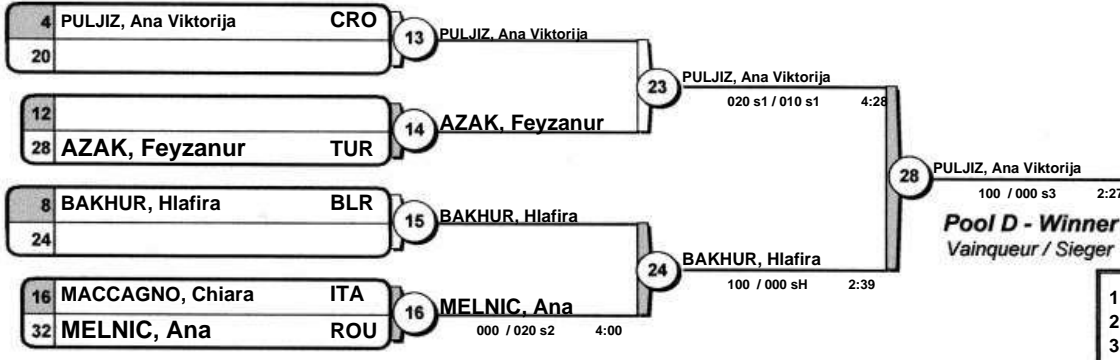 4 PULJIZ, Ana Viktorija CRO
20
13 PULJIZ, Ana Viktorija
12
28 AZAK, Feyzanur TUR
14 AZAK, Feyzanur
23 PULJIZ, Ana Viktorija
020 s1 / 010 s1 4:28
8 BAKHUR, Hlafira BLR
24
15 BAKHUR, Hlafira
16 MACCAGNO, Chiara ITA
32 MELNIC, Ana ROU
16 MELNIC, Ana
000 / 020 s2 4:00
24 BAKHUR, Hlafira
100 / 000 sH 2:39
28 PULJIZ, Ana Viktorija
100 / 000 s3 2:27
Pool D - Winner
Vainqueur / Sieger
1
2
3